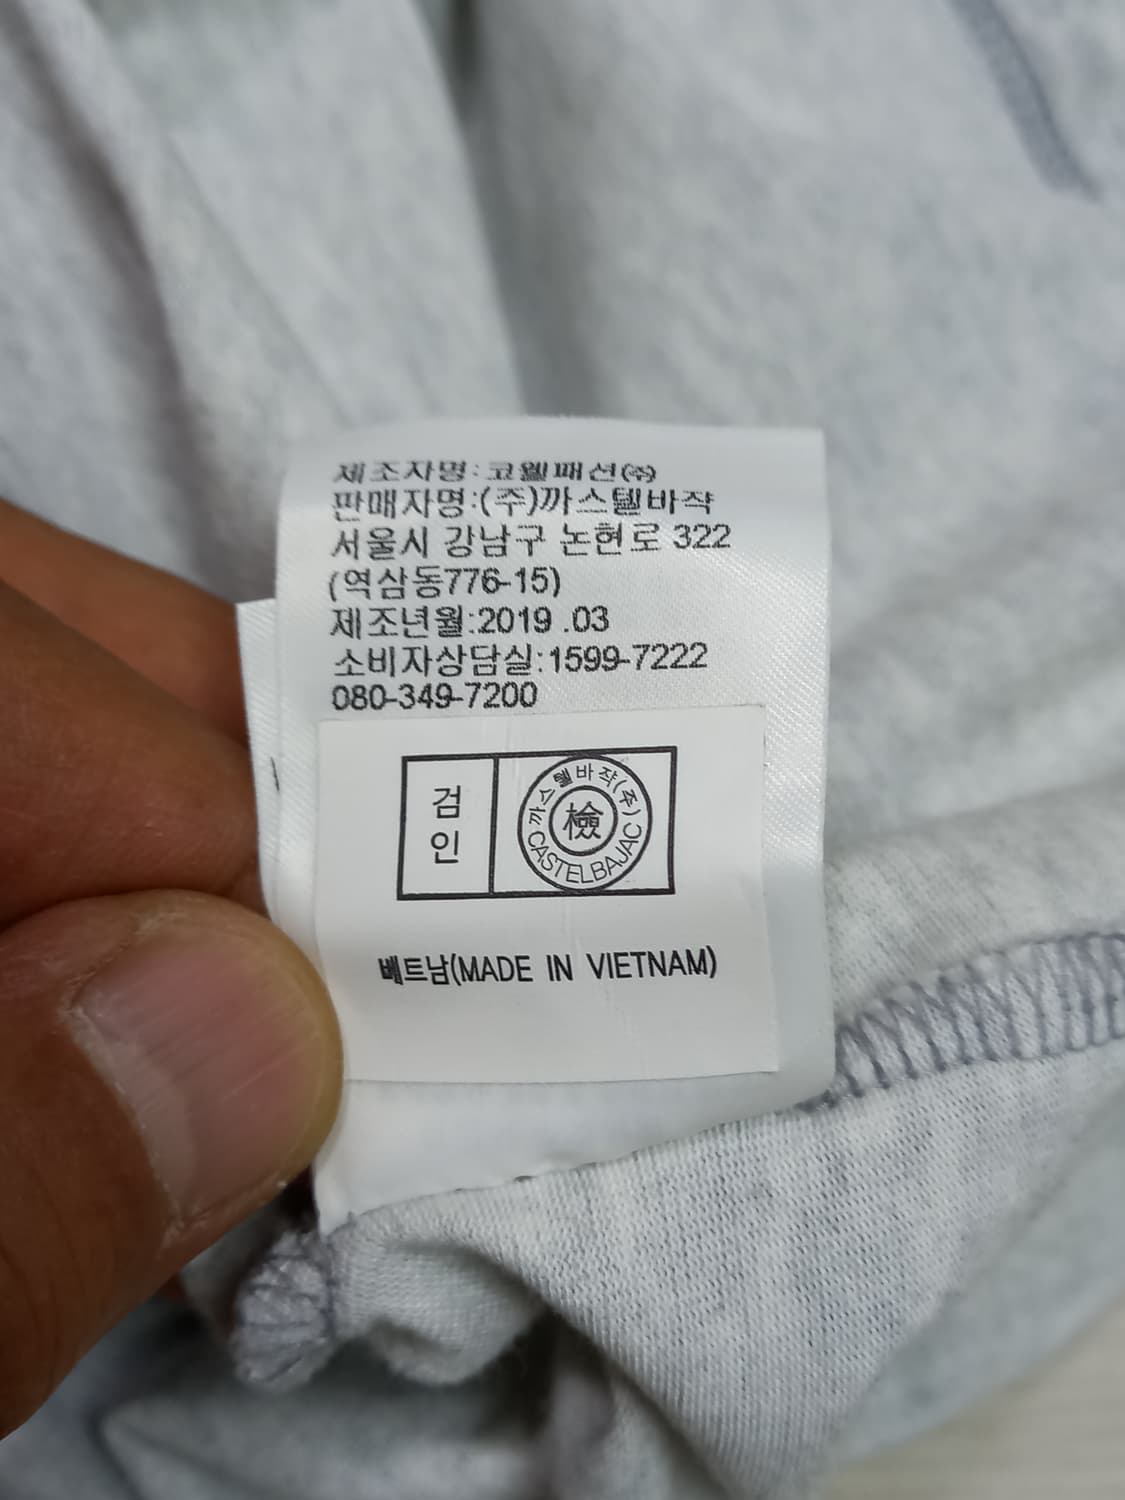 제조자명:코웰패션㈜
판매자명:(주)까스텔바작
서울시 강남구 논현로 322
(역삼동776-15)
제조년월:2019 .03
소비자상담실:1599-7222
080-349-7200
검인
까스텔바작(주)
檢
CASTELBAJAC
베트남(MADE IN VIETNAM)